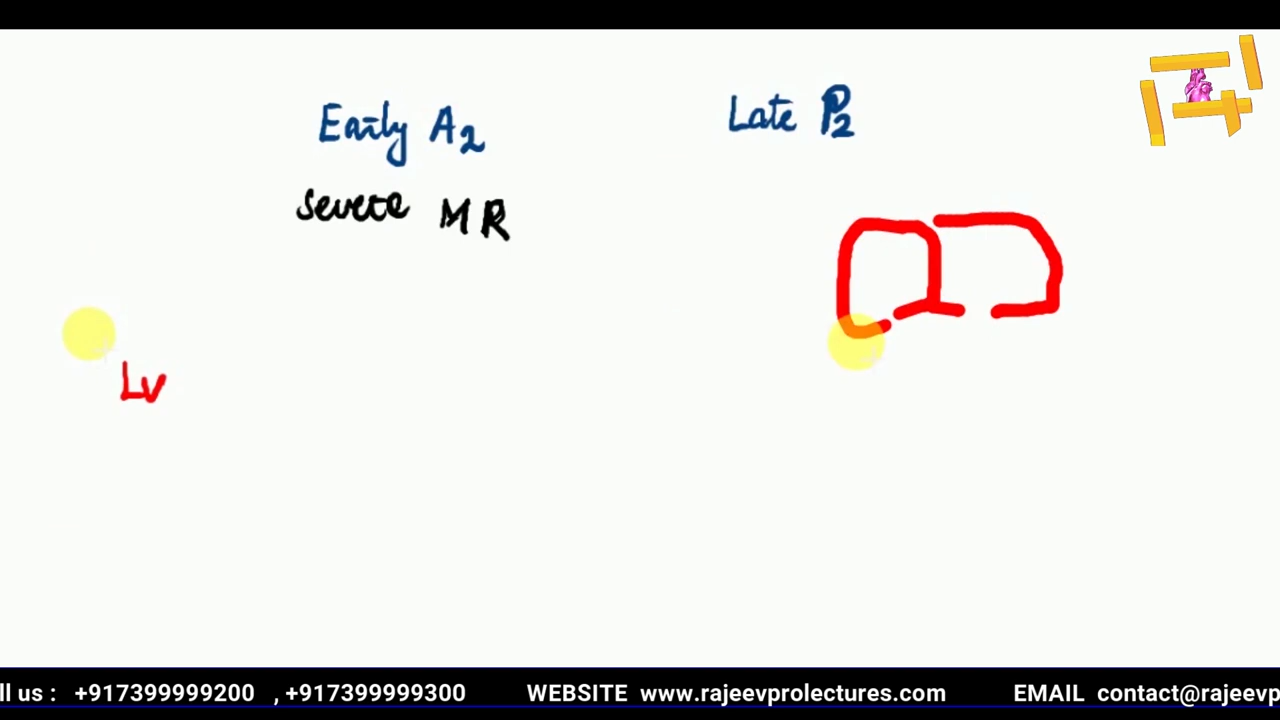 Early A2
Late P2
Severe MR
LV
ll us : +917399999200 , +917399999300 WEBSITE www.rajeevprolectures.com EMAIL contact@rajeevp